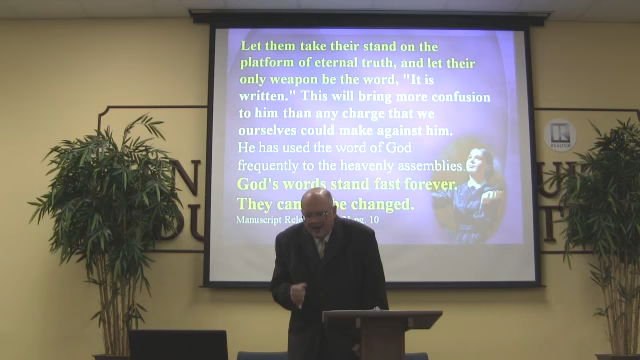 Let them take their stand on the
platform of eternal truth, and let their
only weapon be the word, "It is
written." This will bring more confusion
to him than any charge that we
ourselves could make against him.
He has used the word of God
frequently to the heavenly assemblies.
God's words stand fast forever.
They be changed.
Manuscript pg. 10
REALTOR